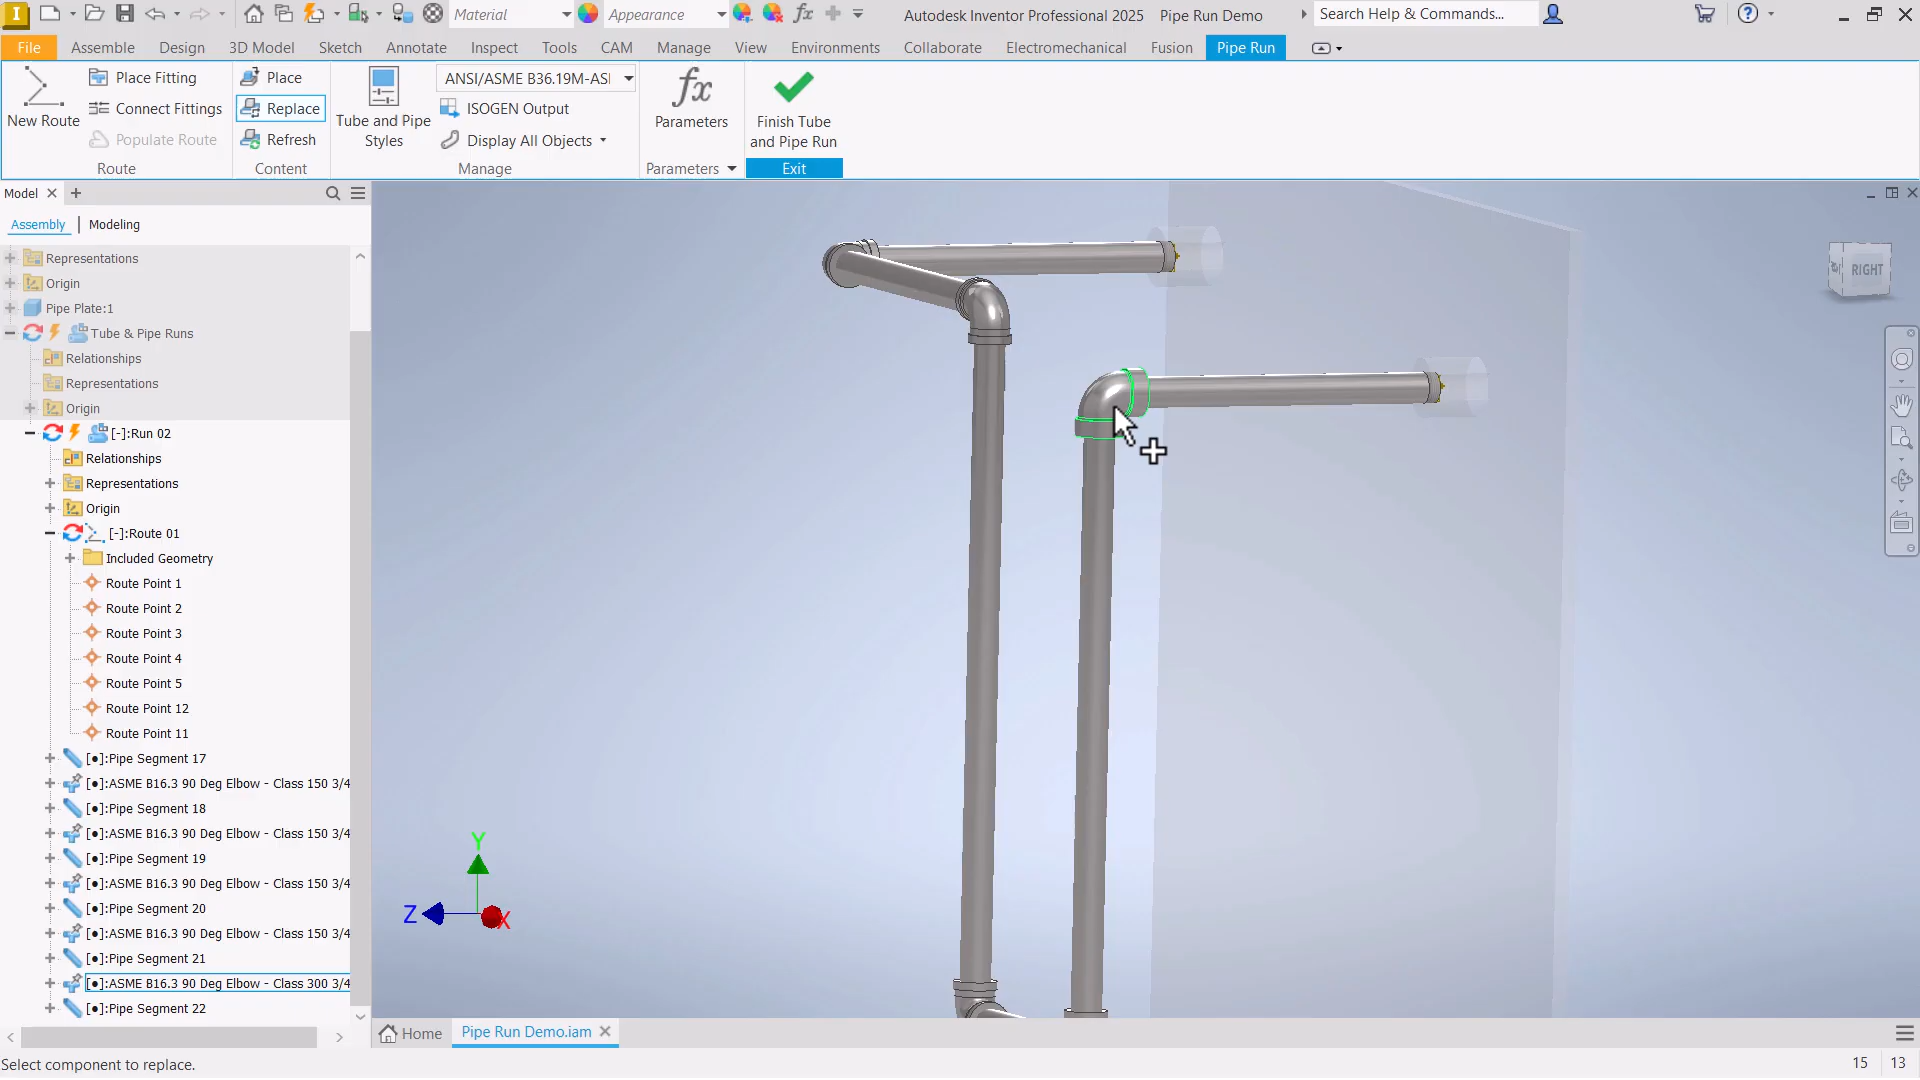 I
Material
Appearance
fx
Autodesk Inventor Professional 2025 Pipe Run Demo
Search Help & Commands...
File
Assemble
Design
3D Model
Sketch
Annotate
Inspect
Tools
CAM
Manage
View
Environments
Collaborate
Electromechanical
Fusion
Pipe Run
New Route
Place Fitting
Connect Fittings
Populate Route
Route
Place
Replace
Refresh
Content
Tube and Pipe
Styles
ANSI/ASME B36.19M-ASI
ISOGEN Output
Display All Objects
Manage
fx
Parameters
Parameters
Finish Tube
and Pipe Run
Exit
Model
Assembly | Modeling
Representations
Origin
Pipe Plate:1
Tube & Pipe Runs
Relationships
Representations
Origin
[-]:Run 02
Relationships
Representations
Origin
[-]:Route 01
Included Geometry
Route Point 1
Route Point 2
Route Point 3
Route Point 4
Route Point 5
Route Point 12
Route Point 11
[•]:Pipe Segment 17
[•]:ASME B16.3 90 Deg Elbow - Class 150 3/4
[•]:Pipe Segment 18
[•]:ASME B16.3 90 Deg Elbow - Class 150 3/4
[•]:Pipe Segment 19
[•]:ASME B16.3 90 Deg Elbow - Class 150 3/4
[•]:Pipe Segment 20
[•]:ASME B16.3 90 Deg Elbow - Class 150 3/4
[•]:Pipe Segment 21
[•]:ASME B16.3 90 Deg Elbow - Class 300 3/4
[•]:Pipe Segment 22
RIGHT
Y
Z
X
Home
Pipe Run Demo.iam
Select component to replace.
15
13